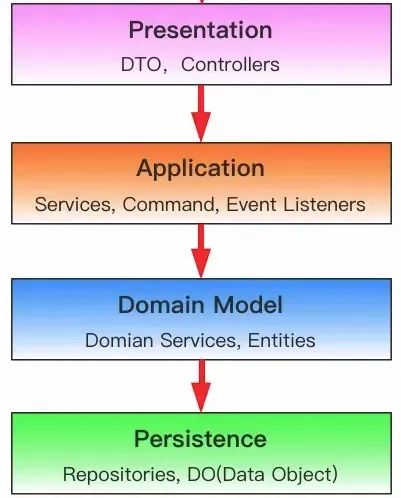 Presentation
DTO，Controllers
Application
Services, Command, Event Listeners
Domain Model
Domian Services, Entities
Persistence
Repositories, DO(Data Object)